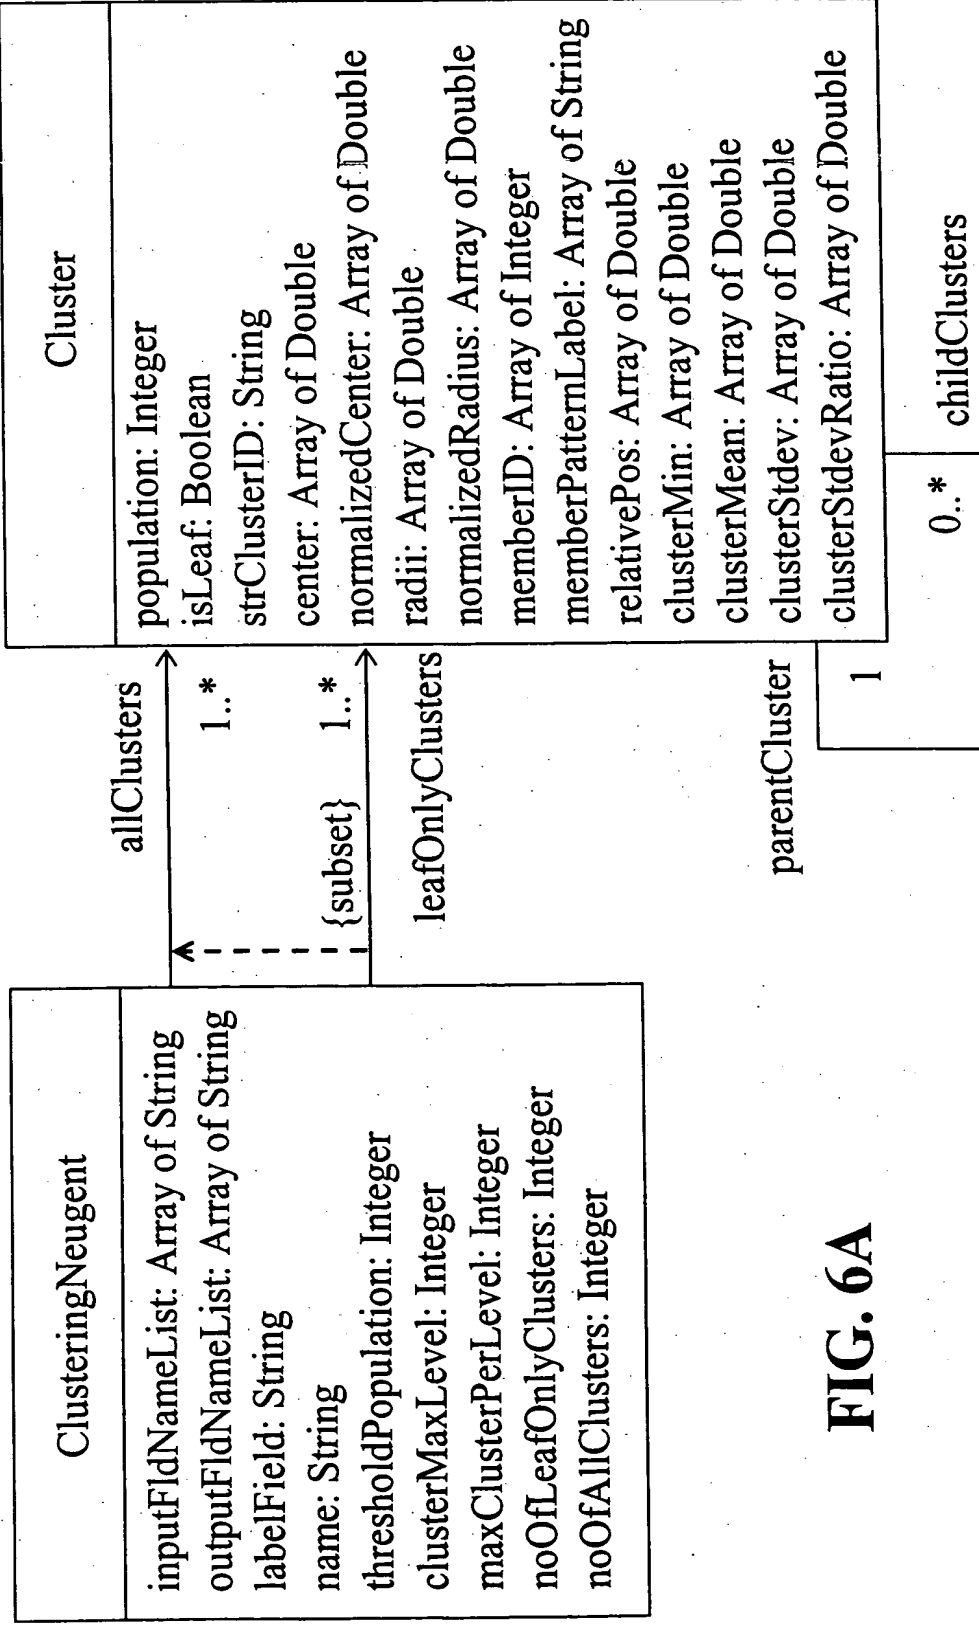 ClusteringNeugent
inputFldNameList: Array of String
outputFldNameList: Array of String
labelField: String
name: String
thresholdPopulation: Integer
clusterMaxLevel: Integer
maxClusterPerLevel: Integer
noOfLeafOnlyClusters: Integer
noOfAllClusters: Integer
allClusters
1..*
{subset}
1..*
leafOnlyClusters
Cluster
population: Integer
isLeaf: Boolean
strClusterID: String
center: Array of Double
normalizedCenter: Array of Double
radii: Array of Double
normalizedRadius: Array of Double
memberID: Array of Integer
memberPatternLabel: Array of String
relativePos: Array of Double
clusterMin: Array of Double
clusterMean: Array of Double
clusterStdev: Array of Double
clusterStdevRatio: Array of Double
parentCluster
1
0..*
childClusters
FIG. 6A